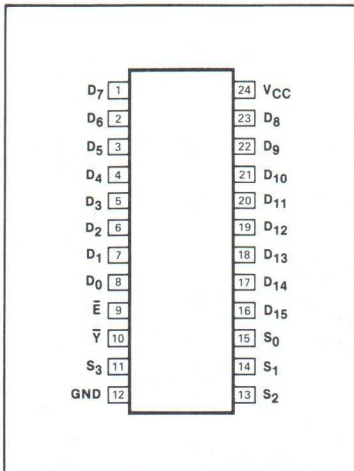 D7 1 24 VCC
D6 2 23 D8
D5 3 22 D9
D4 4 21 D10
D3 5 20 D11
D2 6 19 D12
D1 7 18 D13
D0 8 17 D14
E̅ 9 16 D15
Y̅ 10 15 S0
S3 11 14 S1
GND 12 13 S2